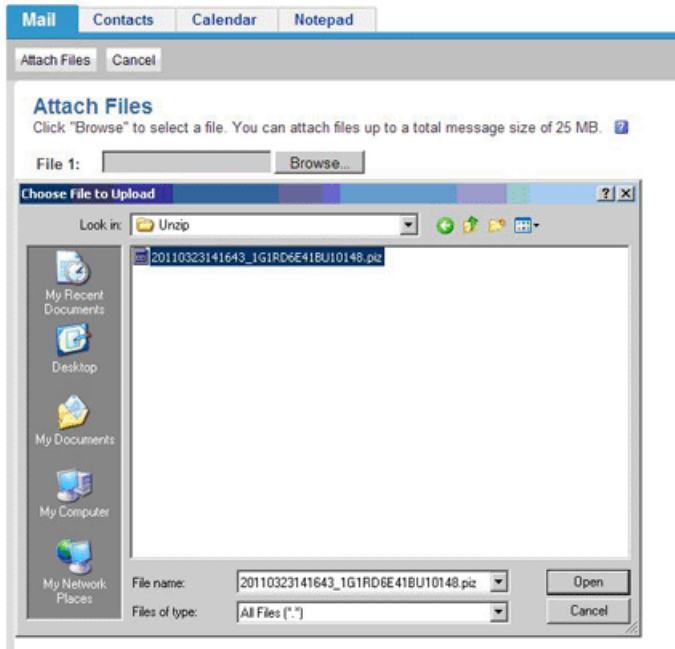 Mail Contacts Calendar Notepad
Attach Files Cancel
Attach Files
Click "Browse" to select a file. You can attach files up to a total message size of 25 MB. ?
File 1: Browse...
Choose File to Upload ? X
Look in: Unzip
20110323141643_1G1RD6E41BU10148.piz
My Recent
Documents
Desktop
My Documents
My Computer
My Network
Places
File name: 20110323141643_1G1RD6E41BU10148.piz Open
Files of type: All Files (*.*) Cancel